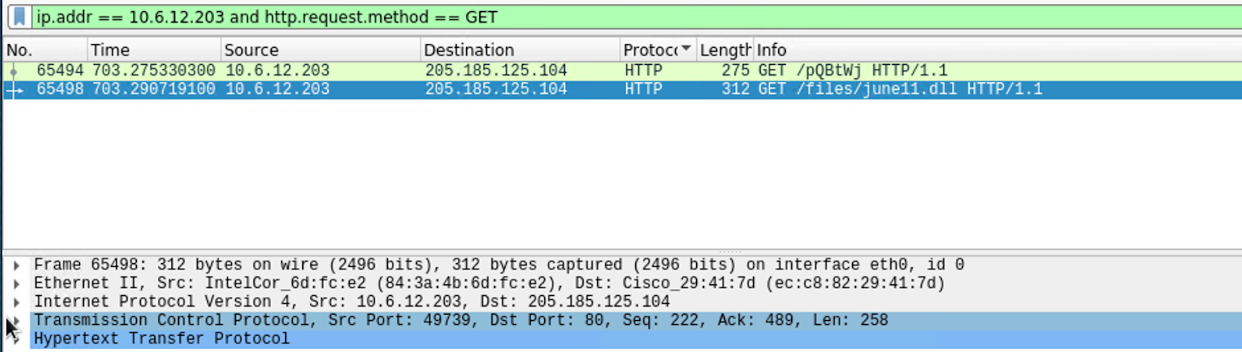 ip.addr == 10.6.12.203 and http.request.method == GET
No. Time Source Destination Protoc Length Info
65494 703.275330300 10.6.12.203 205.185.125.104 HTTP 275 GET /pQBtWj HTTP/1.1
65498 703.290719100 10.6.12.203 205.185.125.104 HTTP 312 GET /files/june11.dll HTTP/1.1
Frame 65498: 312 bytes on wire (2496 bits), 312 bytes captured (2496 bits) on interface eth0, id 0
Ethernet II, Src: IntelCor_6d:fc:e2 (84:3a:4b:6d:fc:e2), Dst: Cisco_29:41:7d (ec:c8:82:29:41:7d)
Internet Protocol Version 4, Src: 10.6.12.203, Dst: 205.185.125.104
Transmission Control Protocol, Src Port: 49739, Dst Port: 80, Seq: 222, Ack: 489, Len: 258
Hypertext Transfer Protocol